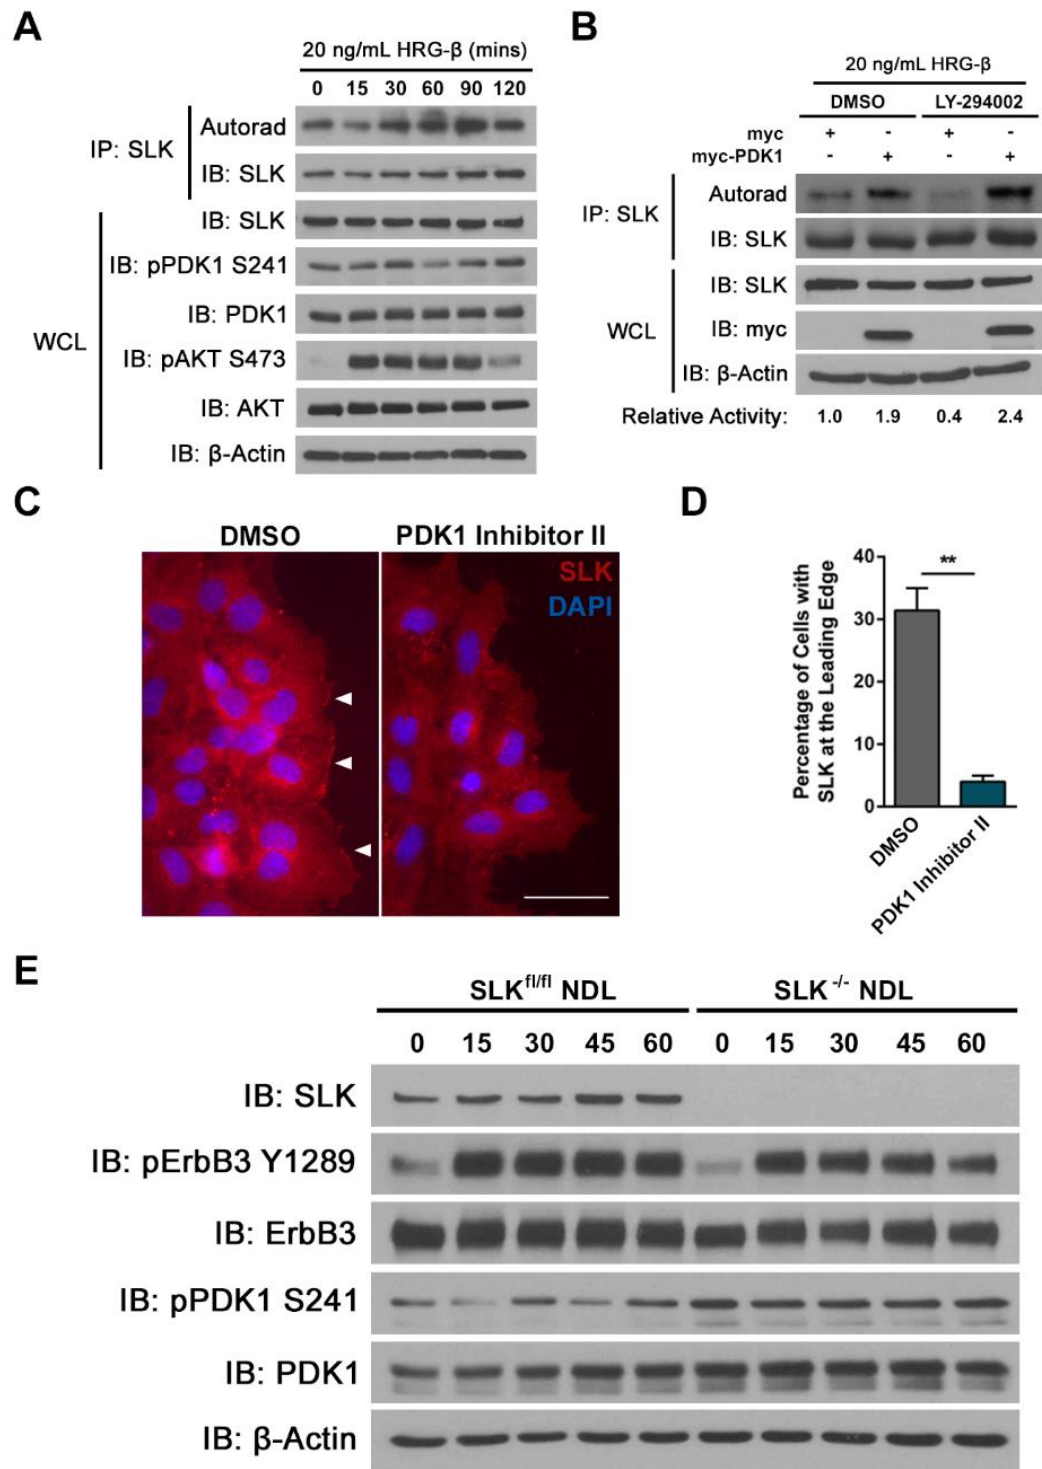 A
20 ng/mL HRG-β (mins)
0 15 30 60 90 120
IP: SLK
Autorad
IB: SLK
WCL
IB: SLK
IB: pPDK1 S241
IB: PDK1
IB: pAKT S473
IB: AKT
IB: β-Actin
B
20 ng/mL HRG-β
DMSO LY-294002
myc + - + -
myc-PDK1 - + - +
IP: SLK
Autorad
IB: SLK
WCL
IB: SLK
IB: myc
IB: β-Actin
Relative Activity: 1.0 1.9 0.4 2.4
C
DMSO PDK1 Inhibitor II
SLK
DAPI
D
Percentage of Cells with
SLK at the Leading Edge
40
30
20
10
0
**
DMSO
PDK1 Inhibitor II
E
SLK fl/fl NDL SLK -/- NDL
0 15 30 45 60 0 15 30 45 60
IB: SLK
IB: pErbB3 Y1289
IB: ErbB3
IB: pPDK1 S241
IB: PDK1
IB: β-Actin